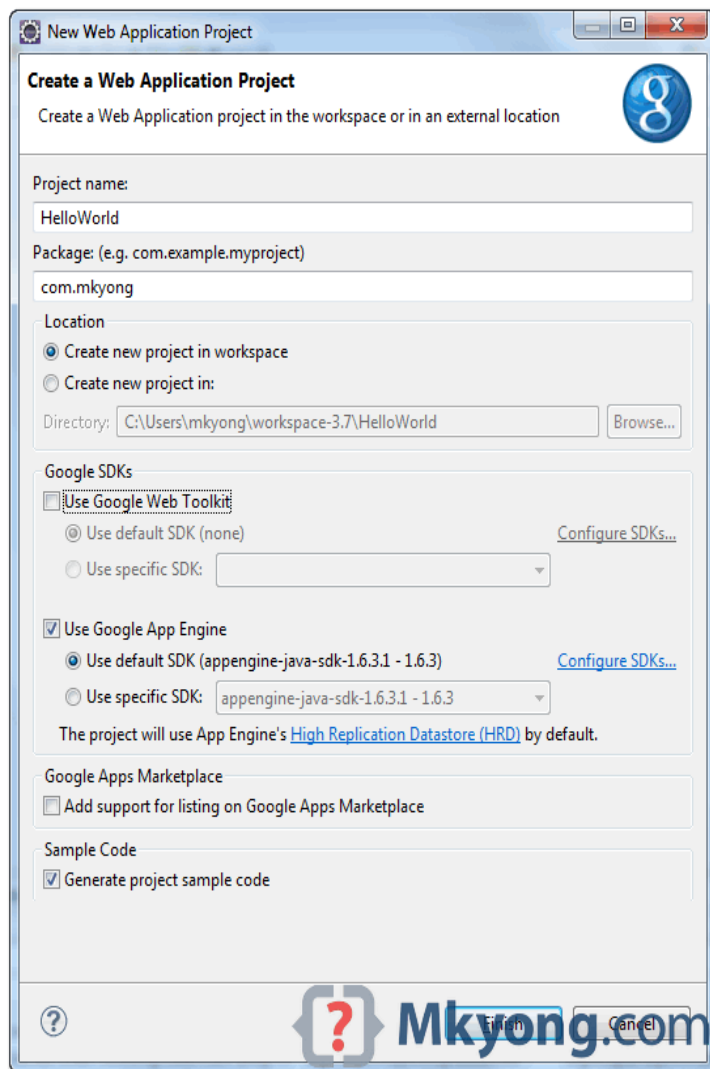 New Web Application Project
Create a Web Application Project
Create a Web Application project in the workspace or in an external location
g
Project name:
HelloWorld
Package: (e.g. com.example.myproject)
com.mkyong
Location
Create new project in workspace
Create new project in:
Directory: C:\Users\mkyong\workspace-3.7\HelloWorld Browse...
Google SDKs
Use Google Web Toolkit
Use default SDK (none) Configure SDKs...
Use specific SDK:
Use Google App Engine
Use default SDK (appengine-java-sdk-1.6.3.1 - 1.6.3) Configure SDKs...
Use specific SDK: appengine-java-sdk-1.6.3.1 - 1.6.3
The project will use App Engine's High Replication Datastore (HRD) by default.
Google Apps Marketplace
Add support for listing on Google Apps Marketplace
Sample Code
Generate project sample code
? Finish Cancel
{?} Mkyong.com